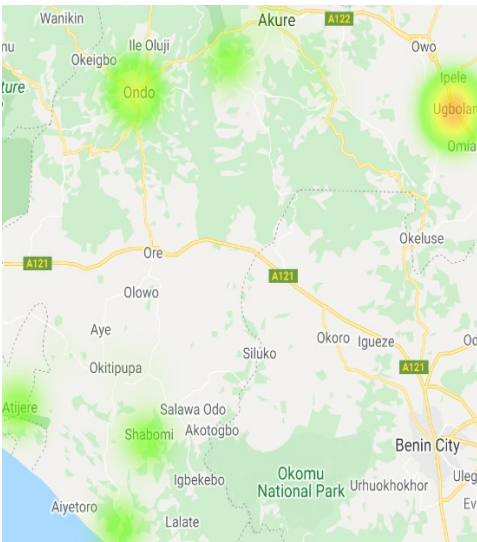 Wanikin
Akure
A122
nu
Ile Oluji
Owo
Okeigbo
Ipele
ture
Ondo
Ugbolan
Omia
Okeluse
Ore
A121
A121
Olowo
Aye
Okoro
Igueze
Od
Siluko
Okitipupa
A121
Atijere
Salawa Odo
Shabomi
Akotogbo
Benin City
Igbekebo
Okomu
National Park
Urhuokhokhor
Uleg
Aiyetoro
Ev
Lalate